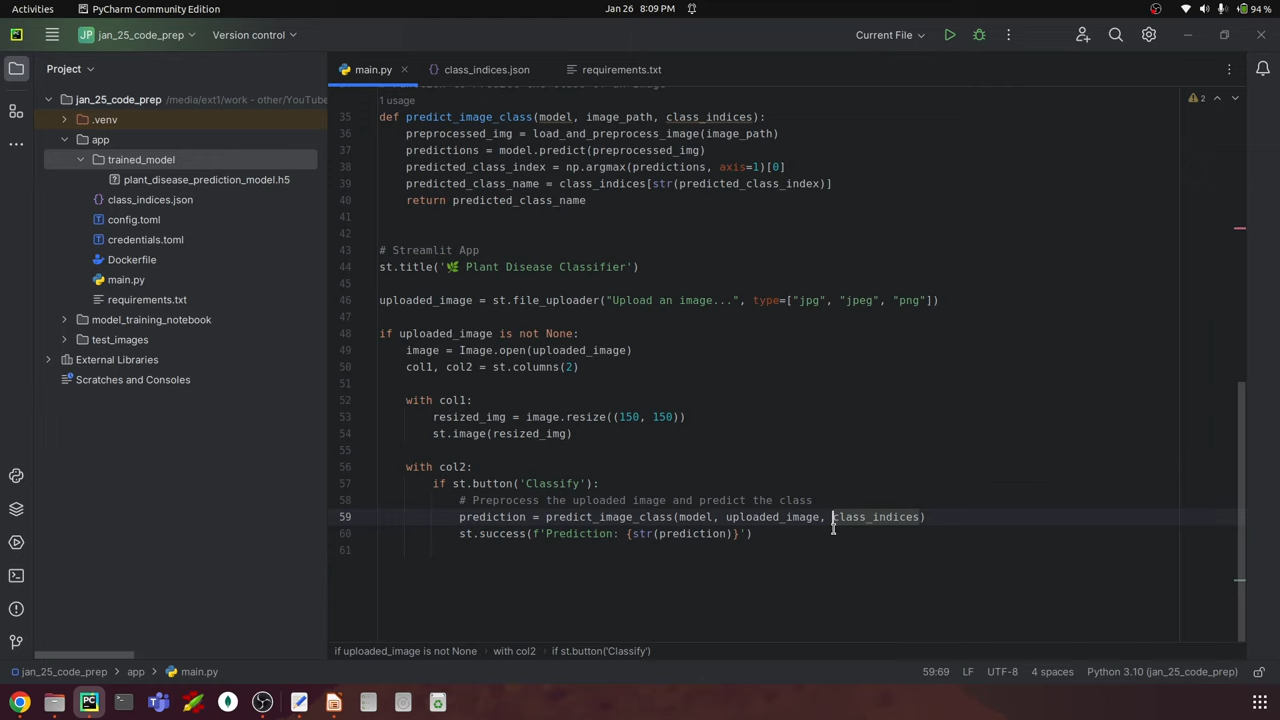 Activities
PyCharm Community Edition
Jan 26 8:09 PM
94 %
JP
jan_25_code_prep
Version control
Current File
Project
main.py
class_indices.json
requirements.txt
jan_25_code_prep /media/ext1/work - other/YouTube
.venv
app
trained_model
plant_disease_prediction_model.h5
class_indices.json
config.toml
credentials.toml
Dockerfile
main.py
requirements.txt
model_training_notebook
test_images
External Libraries
Scratches and Consoles
1 usage
2
35 def predict_image_class(model, image_path, class_indices):
36 preprocessed_img = load_and_preprocess_image(image_path)
37 predictions = model.predict(preprocessed_img)
38 predicted_class_index = np.argmax(predictions, axis=1)[0]
39 predicted_class_name = class_indices[str(predicted_class_index)]
40 return predicted_class_name
41
42
43 # Streamlit App
44 st.title('🌿 Plant Disease Classifier')
45
46 uploaded_image = st.file_uploader("Upload an image...", type=["jpg", "jpeg", "png"])
47
48 if uploaded_image is not None:
49 image = Image.open(uploaded_image)
50 col1, col2 = st.columns(2)
51
52 with col1:
53 resized_img = image.resize((150, 150))
54 st.image(resized_img)
55
56 with col2:
57 if st.button('Classify'):
58 # Preprocess the uploaded image and predict the class
59 prediction = predict_image_class(model, uploaded_image, class_indices)
60 st.success(f'Prediction: {str(prediction)}')
61
if uploaded_image is not None
with col2
if st.button('Classify')
jan_25_code_prep
app
main.py
59:69
LF
UTF-8
4 spaces
Python 3.10 (jan_25_code_prep)
PC